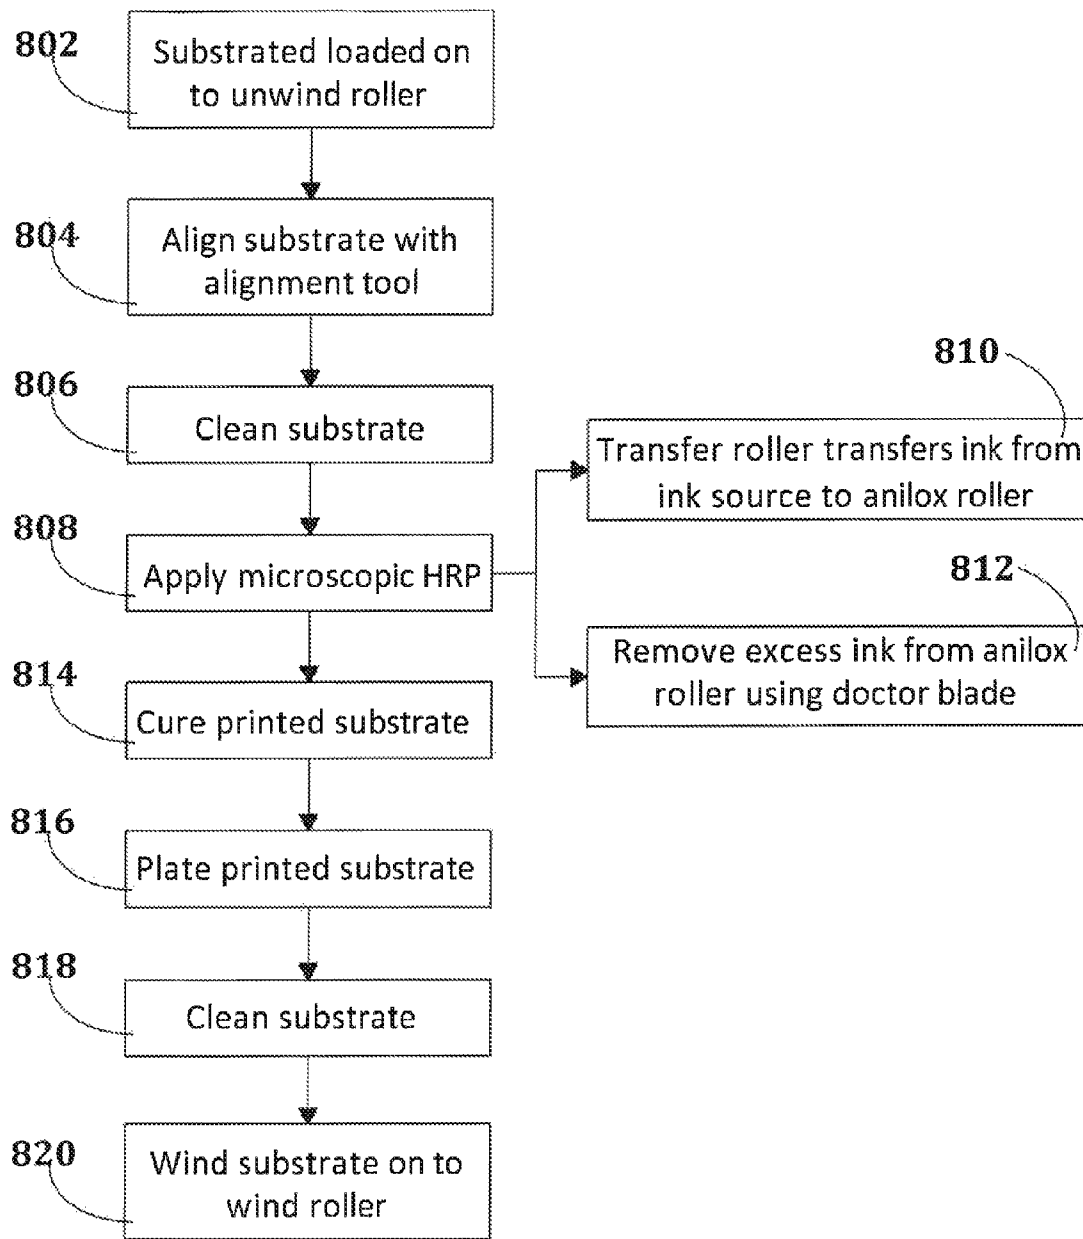 802
Substrated loaded on
to unwind roller
804
Align substrate with
alignment tool
806
Clean substrate
808
Apply microscopic HRP
810
Transfer roller transfers ink from
ink source to anilox roller
812
Remove excess ink from anilox
roller using doctor blade
814
Cure printed substrate
816
Plate printed substrate
818
Clean substrate
820
Wind substrate on to
wind roller